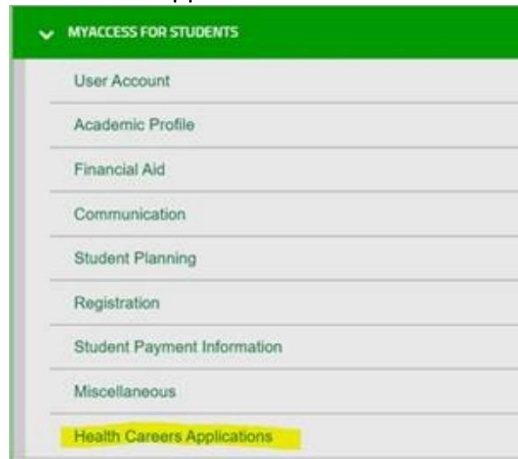 MYACCESS FOR STUDENTS
User Account
Academic Profile
Financial Aid
Communication
Student Planning
Registration
Student Payment Information
Miscellaneous
Health Careers Applications